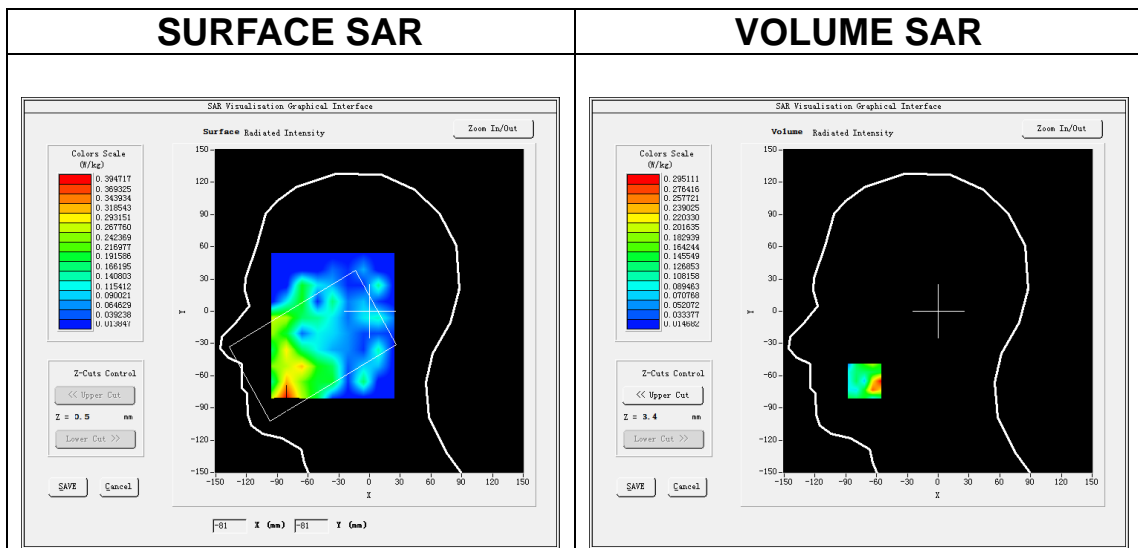 SURFACE SAR
VOLUME SAR
SAR Visualisation Graphical Interface
Surface Radiated Intensity
Zoom In/Out
Colors Scale
(W/kg)
0.394717
0.369325
0.343934
0.318543
0.293151
0.267760
0.242369
0.216977
0.191586
0.166195
0.140803
0.115412
0.090021
0.064629
0.039238
0.013847
Z-Cuts Control
<< Upper Cut
Z = 0.5 mm
Lower Cut >>
SAVE
Cancel
150
120
90
60
30
0
-30
-60
-90
-120
-150
Y
-150 -120 -90 -60 -30 0 30 60 90 120 150
X
-81 X (mm) -81 Y (mm)
SAR Visualisation Graphical Interface
Volume Radiated Intensity
Zoom In/Out
Colors Scale
(W/kg)
0.295111
0.276416
0.257721
0.239025
0.220330
0.201635
0.182939
0.164244
0.145549
0.126853
0.108158
0.089463
0.070768
0.052072
0.033377
0.014682
Z-Cuts Control
<< Upper Cut
Z = 3.4 mm
Lower Cut >>
SAVE
Cancel
150
120
90
60
30
0
-30
-60
-90
-120
-150
Y
-150 -120 -90 -60 -30 0 30 60 90 120 150
X